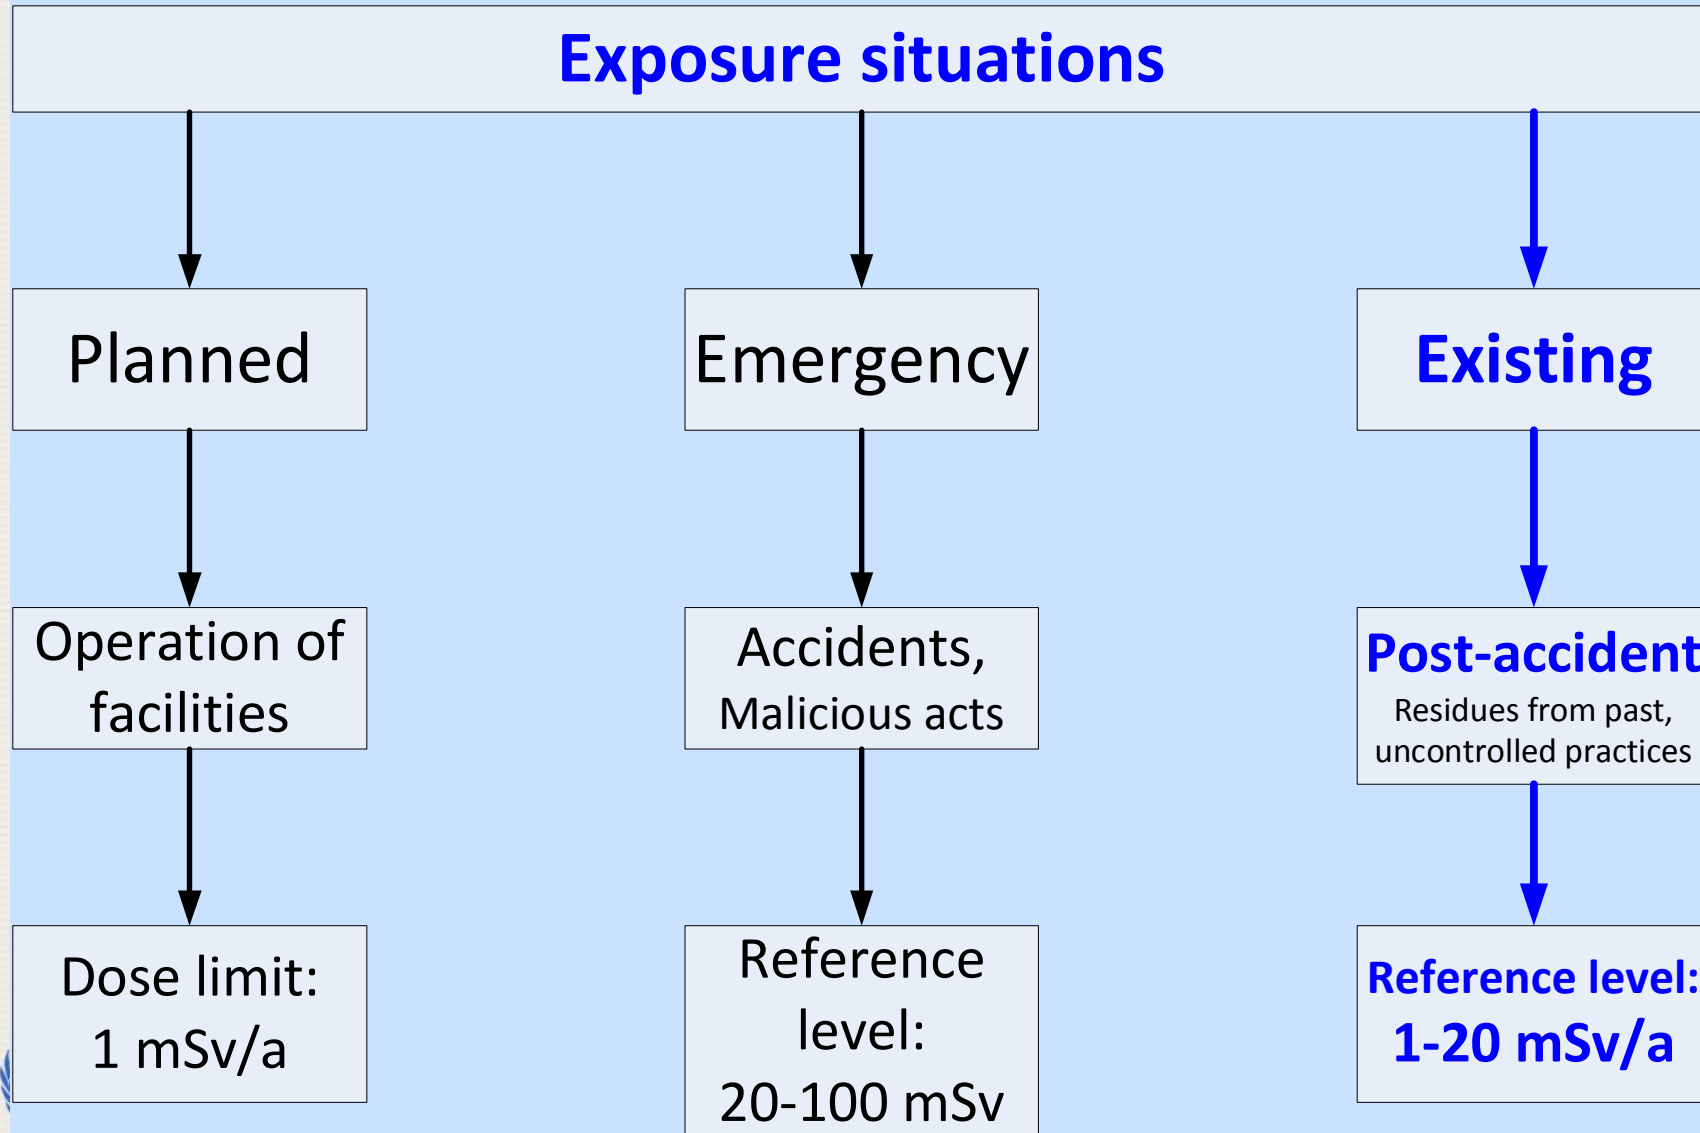 Exposure situations
Planned
Emergency
Existing
Operation of
facilities
Accidents,
Malicious acts
Post-accident
Residues from past,
uncontrolled practices
Dose limit:
1 mSv/a
Reference
level:
20-100 mSv
Reference level:
1-20 mSv/a